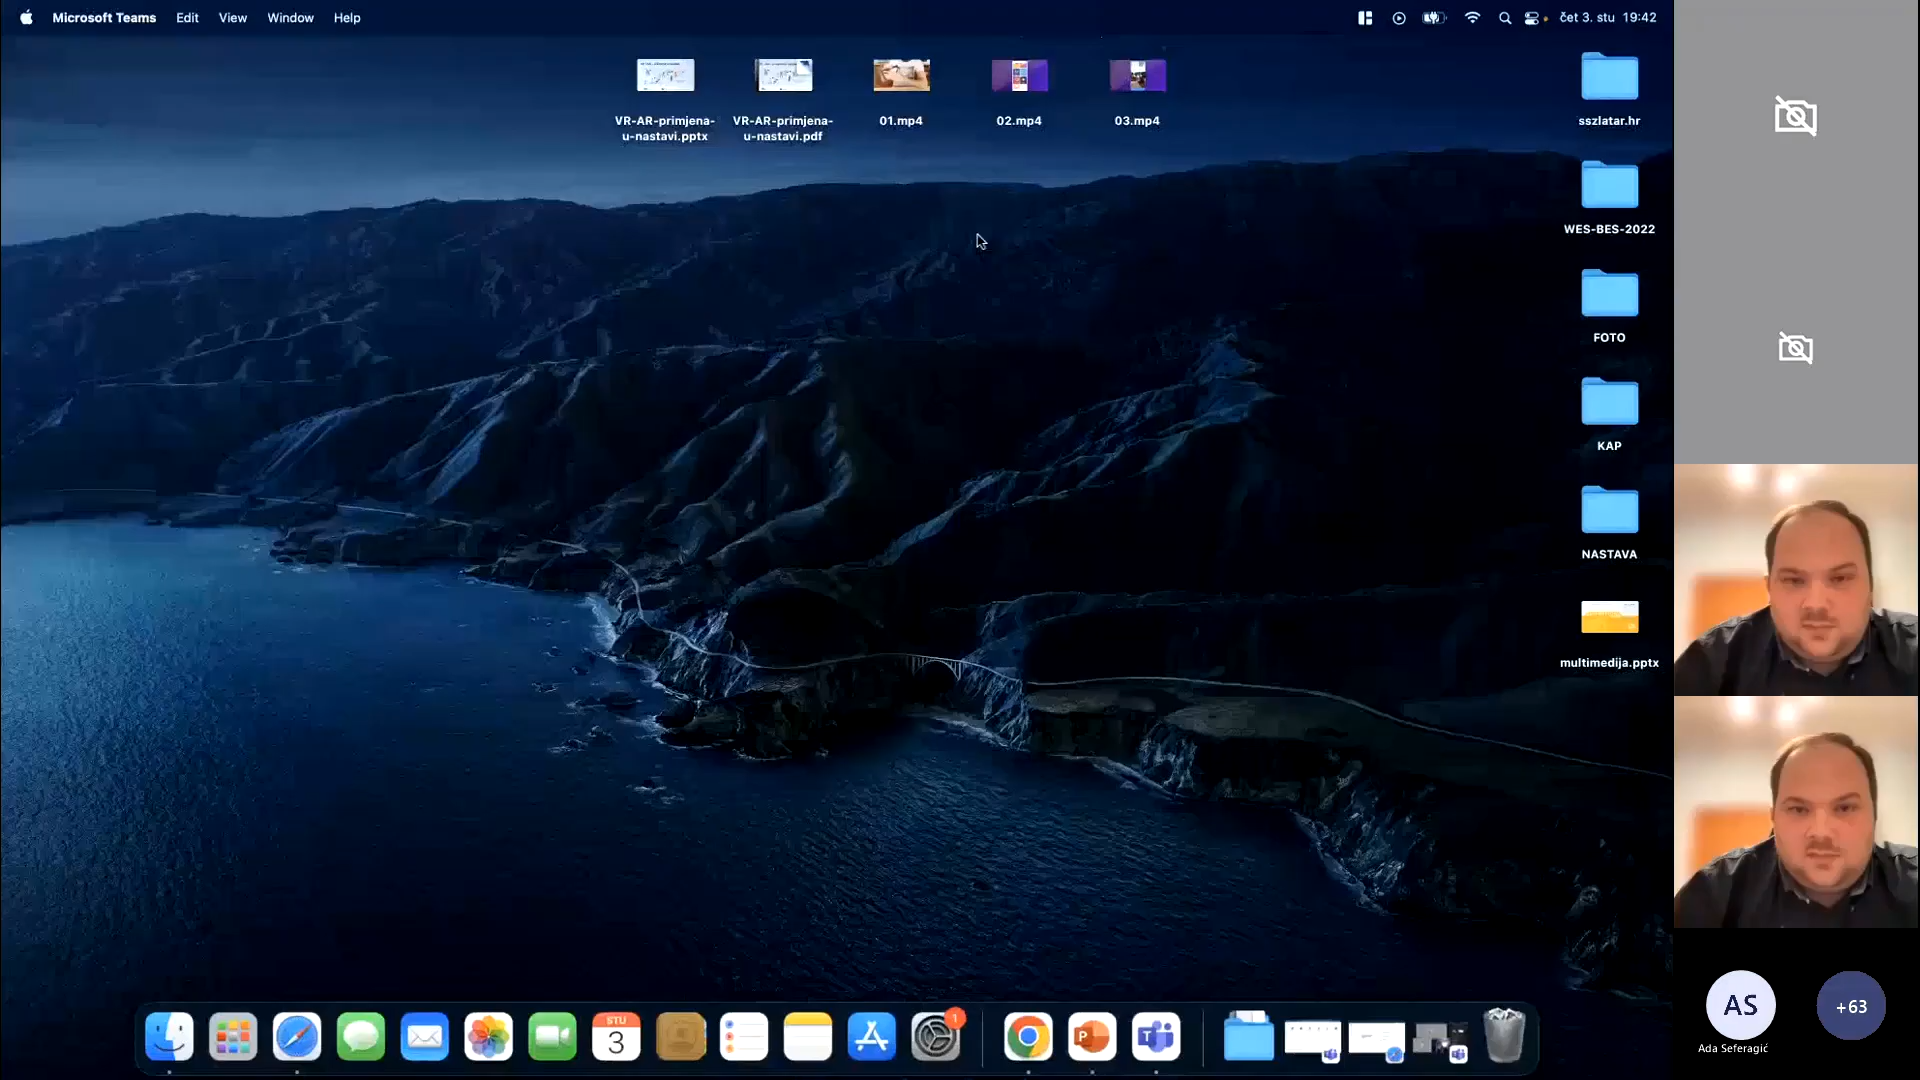 Microsoft Teams Edit View Window Help
čet 3. stu 19:42
VR-AR-primjena-
u-nastavi.pptx
VR-AR-primjena-
u-nastavi.pdf
01.mp4
02.mp4
03.mp4
sszlatar.hr
WES-BES-2022
FOTO
KAP
NASTAVA
multimedija.pptx
STU
3
1
P
T
AS
+63
Ada Seferagić